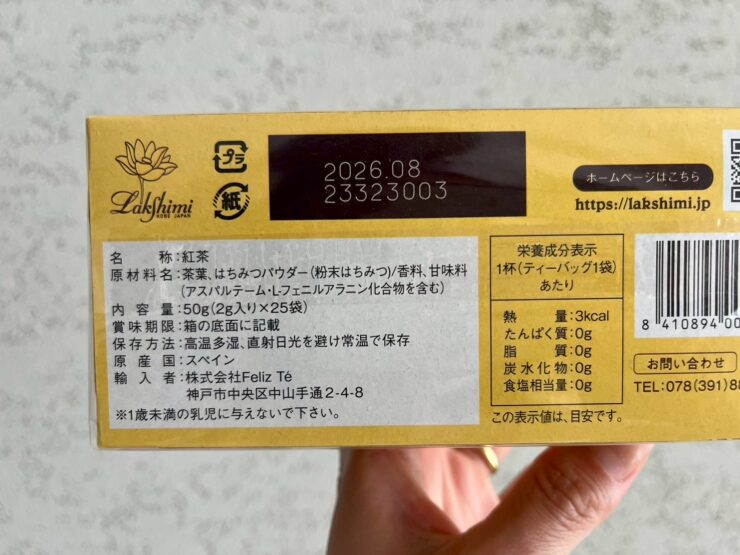 Lakshimi
KOBE JAPAN
プラ
紙
2026.08
23323003
ホームページはこちら
https://lakshimi.jp
名称:紅茶
原材料名:茶葉、はちみつパウダー(粉末はちみつ)/香料、甘味料
(アスパルテーム・L-フェニルアラニン化合物を含む)
内容量:50g(2g入り×25袋)
賞味期限:箱の底面に記載
保存方法:高温多湿、直射日光を避け常温で保存
原産国:スペイン
輸入者:株式会社Feliz Té
神戸市中央区中山手通2-4-8
※1歳未満の乳児に与えないで下さい。
栄養成分表示
1杯(ティーバッグ1袋)
あたり
熱量:3kcal
たんぱく質:0g
脂質:0g
炭水化物:0g
食塩相当量:0g
この表示値は、目安です。
8 410894 00
お問い合わせ
TEL:078(391)88